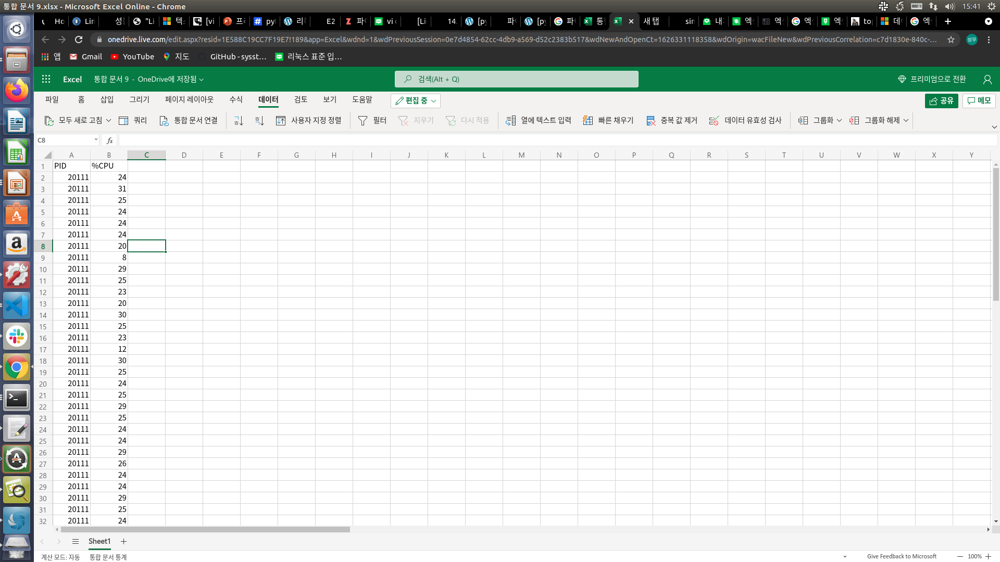 통합 문서 9.xlsx - Microsoft Excel Online - Chrome
15:41
Ho Lin 성 "Li 텍 [vi 프 py 리 E2 파 vi [Li 14. [p 파 [p 파 통 새 탭 sin 내 엑 엑 엑 엑 to 데 엑
onedrive.live.com/edit.aspx?resid=1E588C19CC7F19E7!189&app=Excel&wdnd=1&wdPreviousSession=0e7d4854-62cc-4db9-a569-d52c2383b517&wdNewAndOpenCt=1626331118358&wdOrigin=wacFileNew&wdPreviousCorrelation=c7d1830e-840c-...
성무
앱 Gmail YouTube 지도 GitHub - sysst... 리눅스 표준 입...
Excel 통합 문서 9 - OneDrive에 저장됨
검색(Alt + Q)
프리미엄으로 전환
파일 홈 삽입 그리기 페이지 레이아웃 수식 데이터 검토 보기 도움말 편집 중 공유 메모
모두 새로 고침 쿼리 통합 문서 연결 사용자 지정 정렬 필터 지우기 다시 적용 열에 텍스트 입력 빠른 채우기 중복 값 제거 데이터 유효성 검사 그룹화 그룹화 해제
C8 fx
A B C D E F G H I J K L M N O P Q R S T U V W X Y
1 PID %CPU
2 20111 24
3 20111 31
4 20111 25
5 20111 24
6 20111 24
7 20111 24
8 20111 20
9 20111 8
10 20111 29
11 20111 25
12 20111 23
13 20111 20
14 20111 30
15 20111 25
16 20111 23
17 20111 12
18 20111 30
19 20111 25
20 20111 24
21 20111 25
22 20111 29
23 20111 25
24 20111 24
25 20111 24
26 20111 29
27 20111 26
28 20111 24
29 20111 24
30 20111 29
31 20111 25
32 20111 24
Sheet1
계산 모드: 자동 통합 문서 통계
Give Feedback to Microsoft 100%